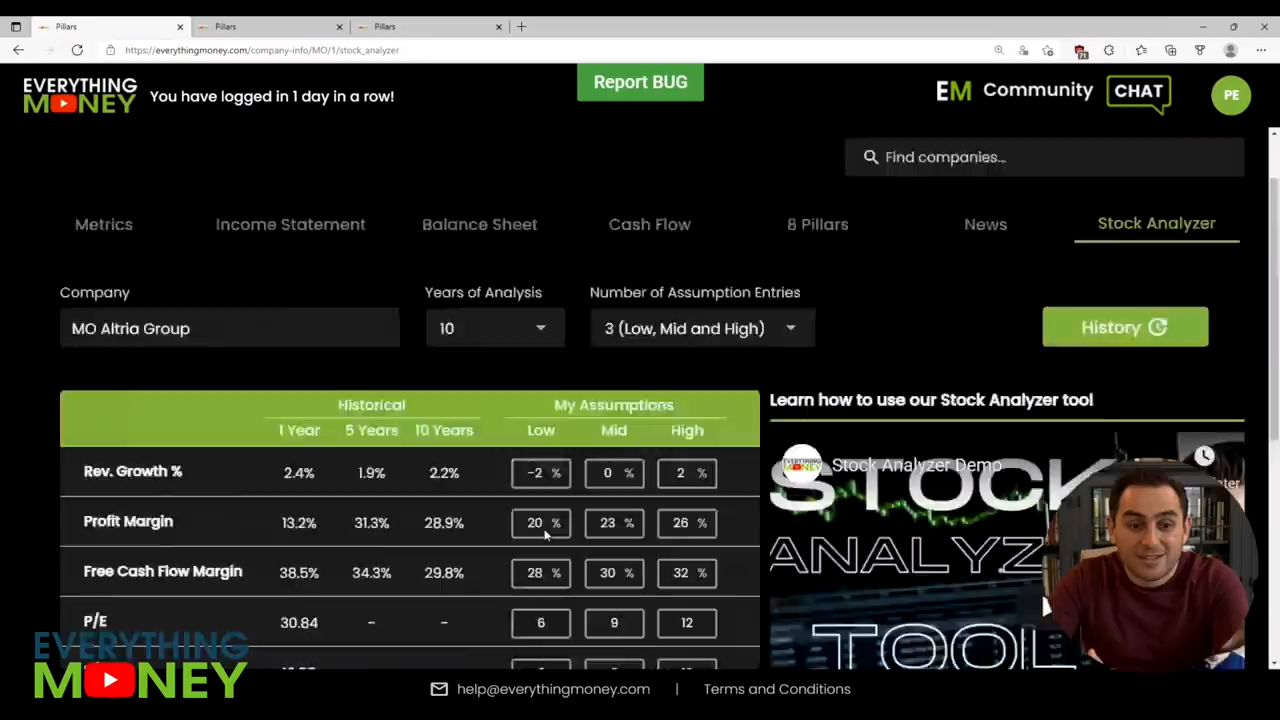 Pillars
Pillars
Pillars
https://everythingmoney.com/company-info/MO/1/stock_analyzer
21
EVERYTHING
MONEY
You have logged in 1 day in a row!
Report BUG
EM Community CHAT
PE
Find companies...
Metrics
Income Statement
Balance Sheet
Cash Flow
8 Pillars
News
Stock Analyzer
Company
Years of Analysis
Number of Assumption Entries
MO Altria Group
10
3 (Low, Mid and High)
History
Historical
My Assumptions
1 Year
5 Years
10 Years
Low
Mid
High
Rev. Growth % 2.4% 1.9% 2.2% -2 % 0 % 2 %
Profit Margin 13.2% 31.3% 28.9% 20 % 23 % 26 %
Free Cash Flow Margin 38.5% 34.3% 29.8% 28 % 30 % 32 %
P/E 30.84 - - 6 9 12
Learn how to use our Stock Analyzer tool
Stock Analyzer Demo
STOCK
ANALYZ
TOOL
EVERYTHING
MONEY
help@everythingmoney.com | Terms and Conditions